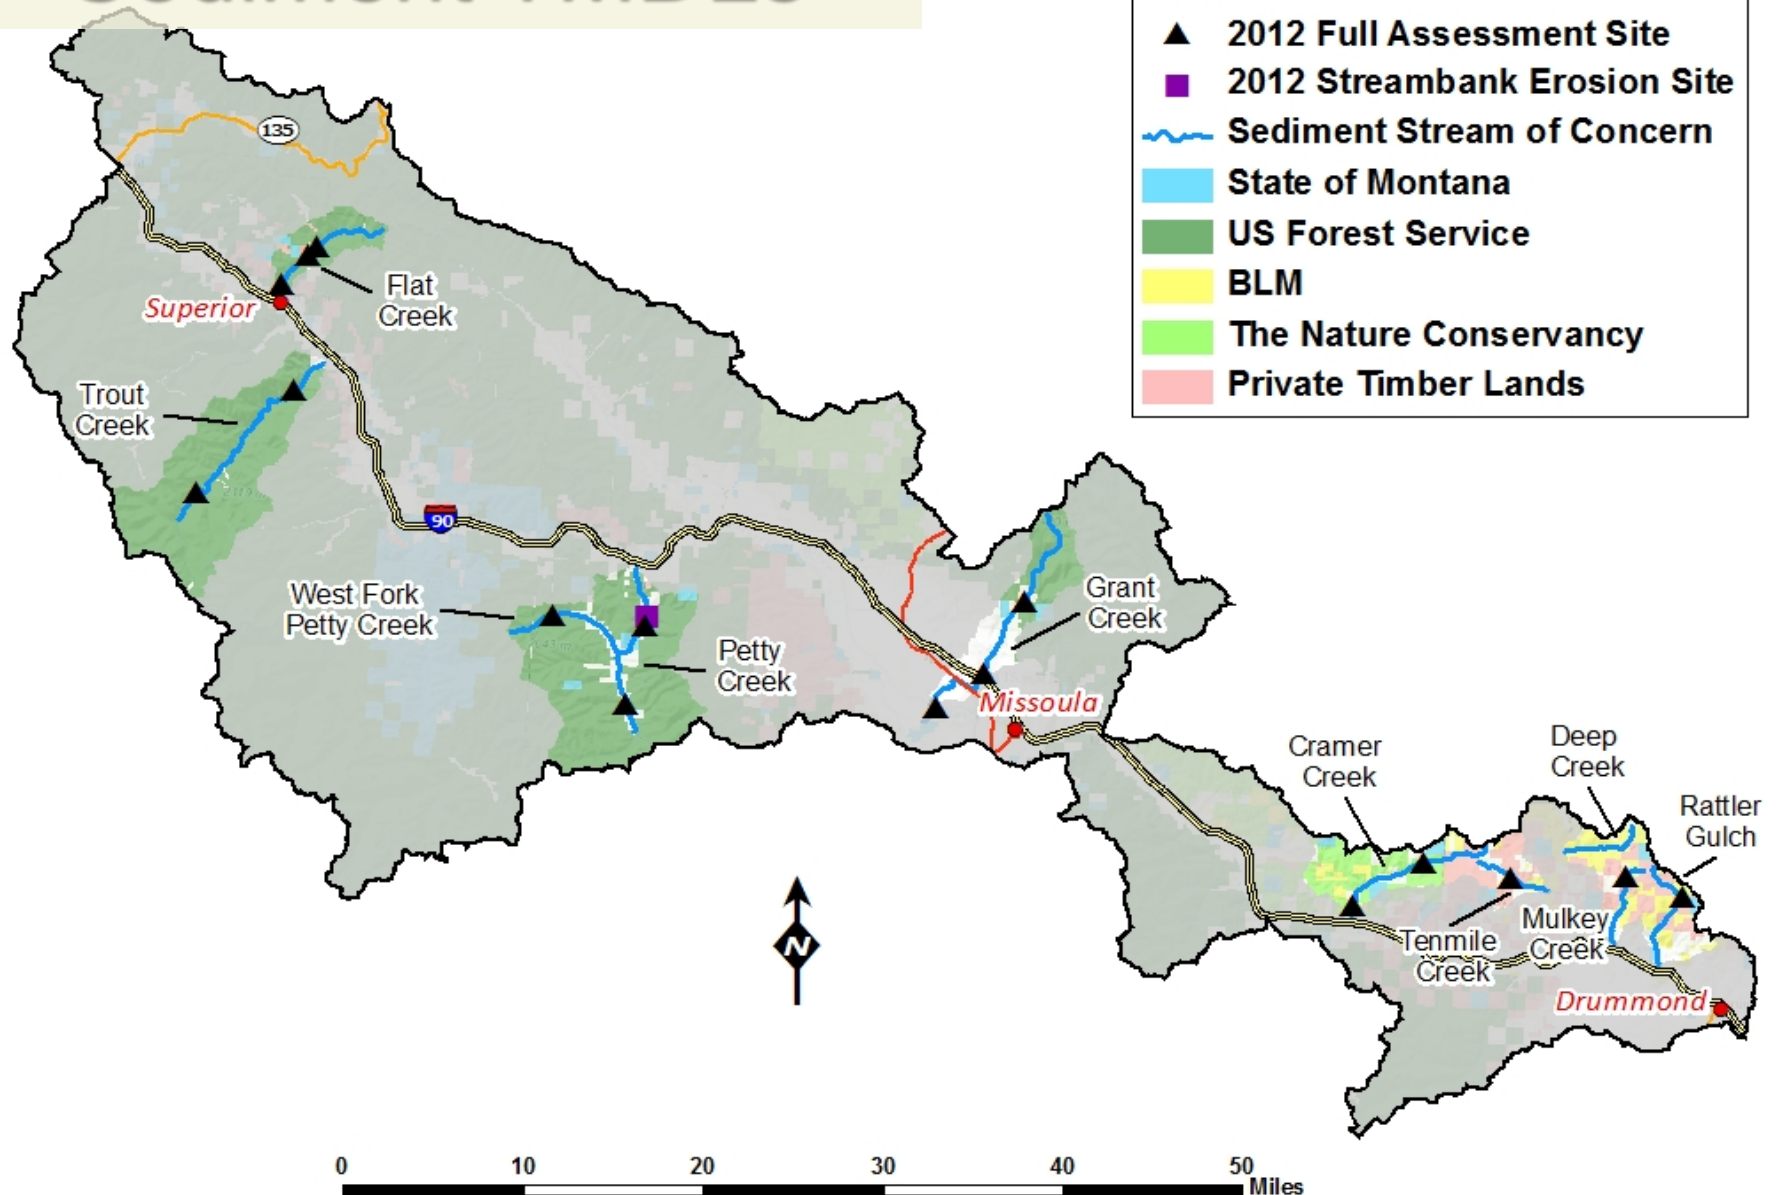 Sediment TMDLs
2012 Full Assessment Site
2012 Streambank Erosion Site
Sediment Stream of Concern
State of Montana
US Forest Service
BLM
The Nature Conservancy
Private Timber Lands
135
Flat
Creek
Superior
Trout
Creek
90
West Fork
Petty Creek
Petty
Creek
Grant
Creek
Missoula
Cramer
Creek
Deep
Creek
Rattler
Gulch
Tenmile
Creek
Mulkey
Creek
Drummond
N
0 10 20 30 40 50
Miles